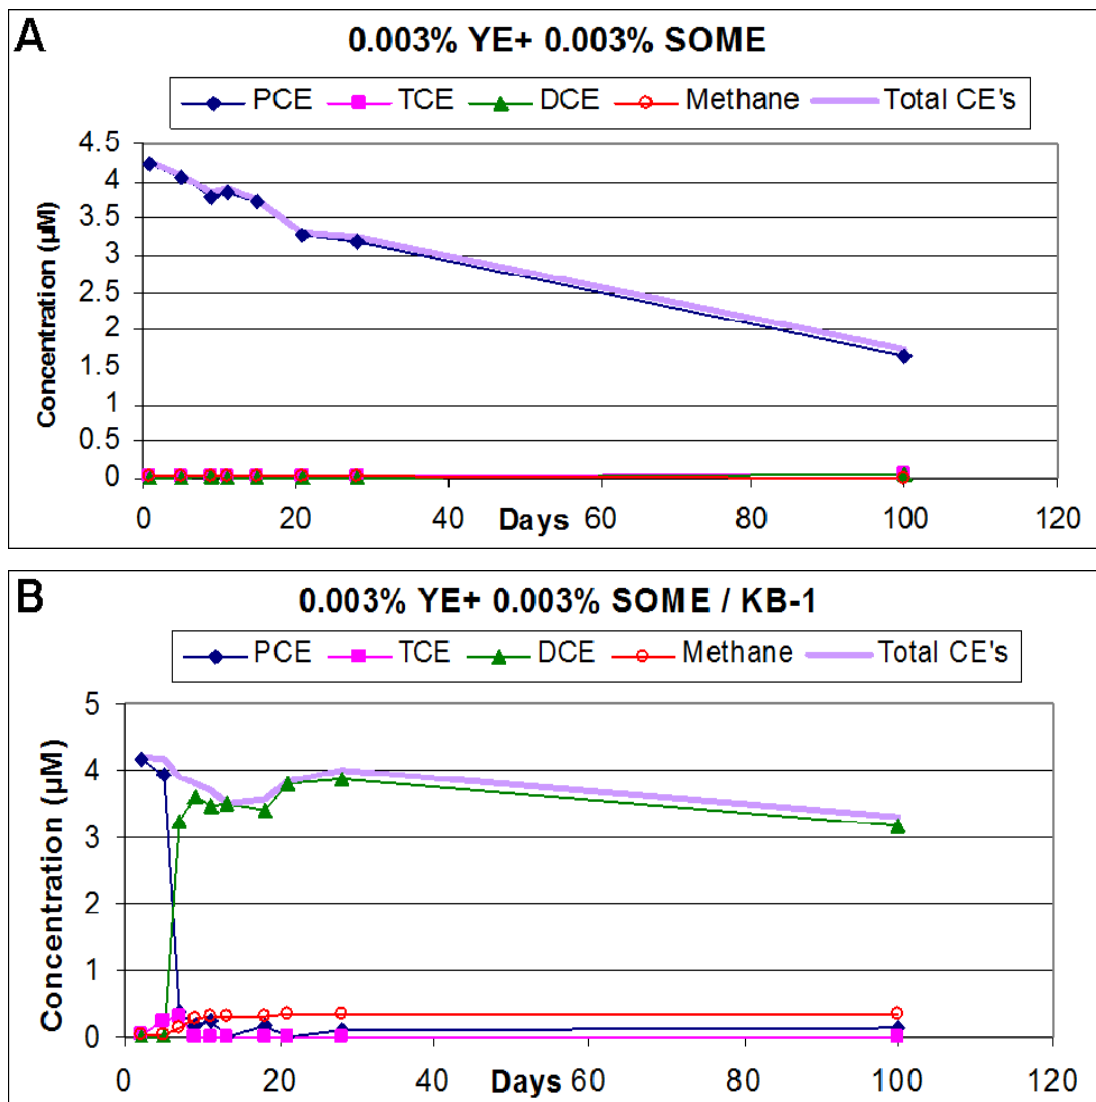 A
0.003% YE+ 0.003% SOME
PCE TCE DCE Methane Total CE's
Concentration (µM)
4.5
4
3.5
3
2.5
2
1.5
1
0.5
0
0 20 40 Days 60 80 100 120
B
0.003% YE+ 0.003% SOME / KB-1
PCE TCE DCE Methane Total CE's
Concentration (µM)
5
4
3
2
1
0
0 20 40 Days 60 80 100 120